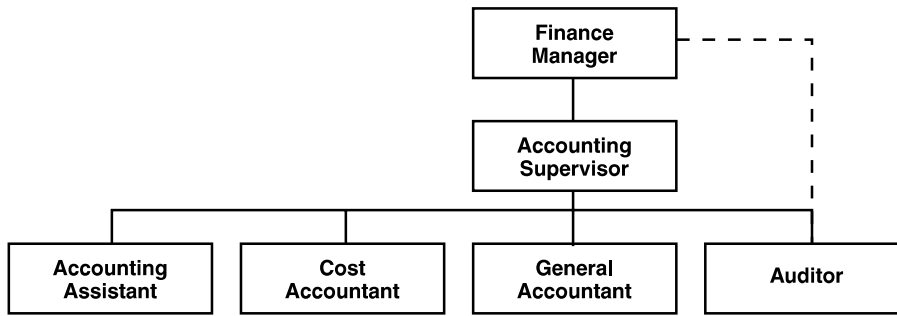 Finance
Manager
Accounting
Supervisor
Accounting
Assistant
Cost
Accountant
General
Accountant
Auditor